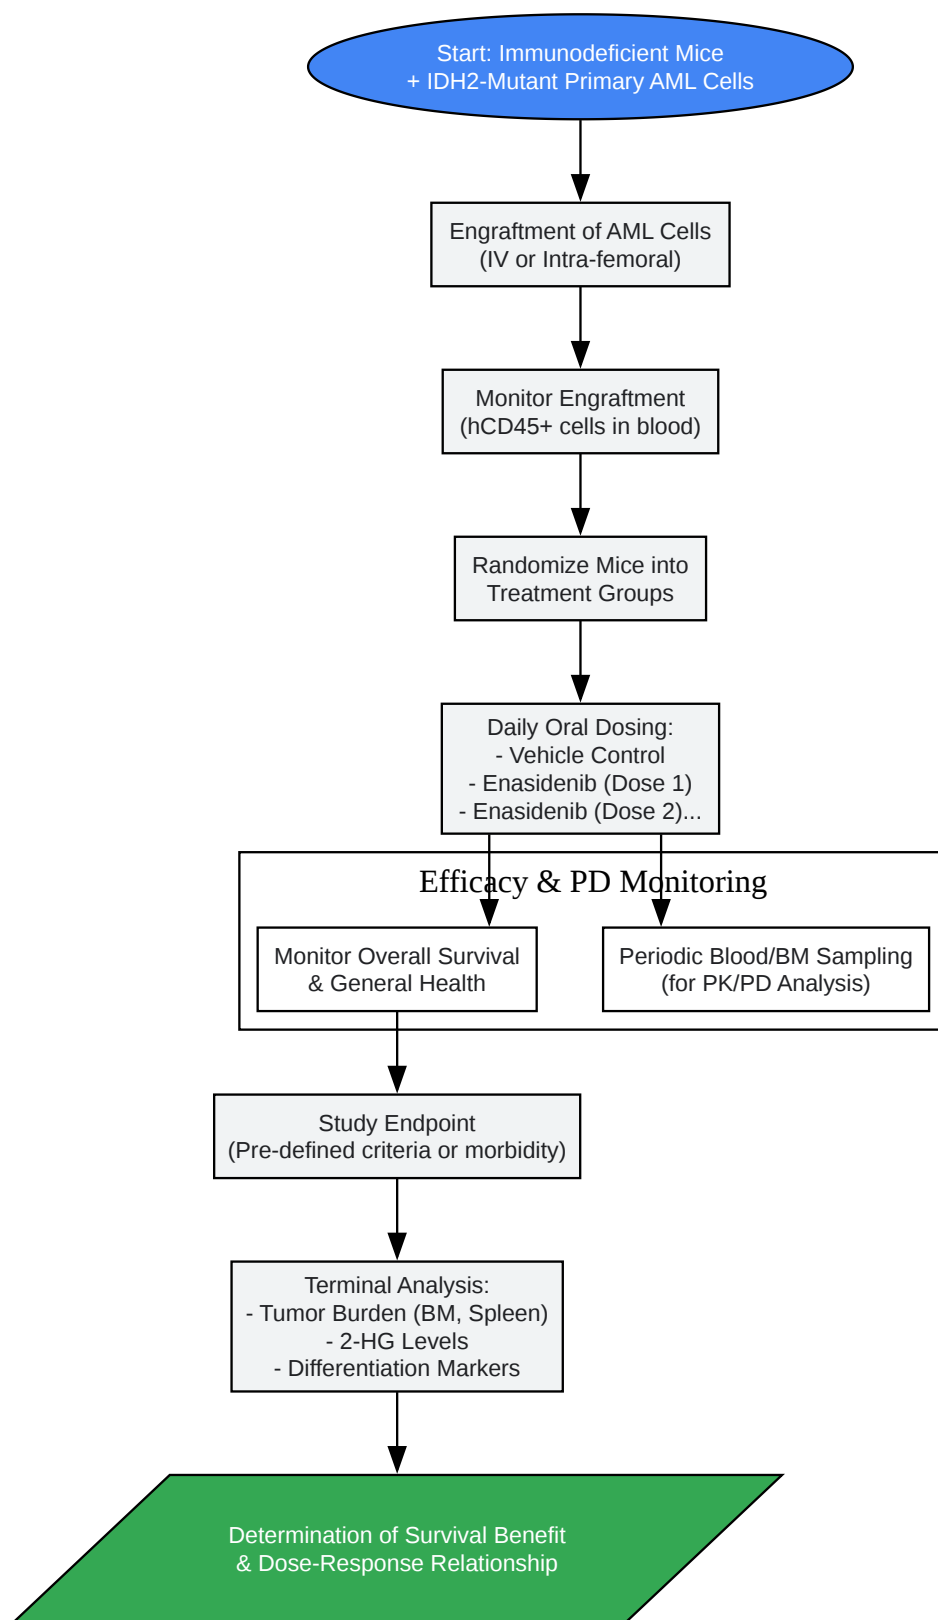 Start: Immunodeficient Mice
+ IDH2-Mutant Primary AML Cells
Engraftment of AML Cells
(IV or Intra-femoral)
Monitor Engraftment
(hCD45+ cells in blood)
Randomize Mice into
Treatment Groups
Daily Oral Dosing:
- Vehicle Control
- Enasidenib (Dose 1)
- Enasidenib (Dose 2)...
Efficacy & PD Monitoring
Monitor Overall Survival
& General Health
Periodic Blood/BM Sampling
(for PK/PD Analysis)
Study Endpoint
(Pre-defined criteria or morbidity)
Terminal Analysis:
- Tumor Burden (BM, Spleen)
- 2-HG Levels
- Differentiation Markers
Determination of Survival Benefit
& Dose-Response Relationship